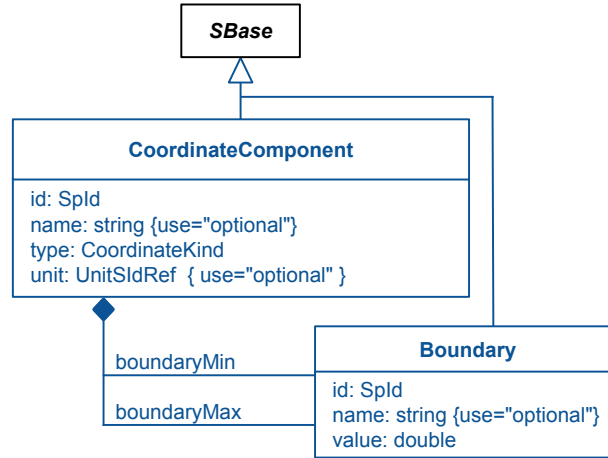 SBase
CoordinateComponent
id: SpId
name: string {use="optional"}
type: CoordinateKind
unit: UnitSIdRef { use="optional" }
boundaryMin
boundaryMax
Boundary
id: SpId
name: string {use="optional"}
value: double